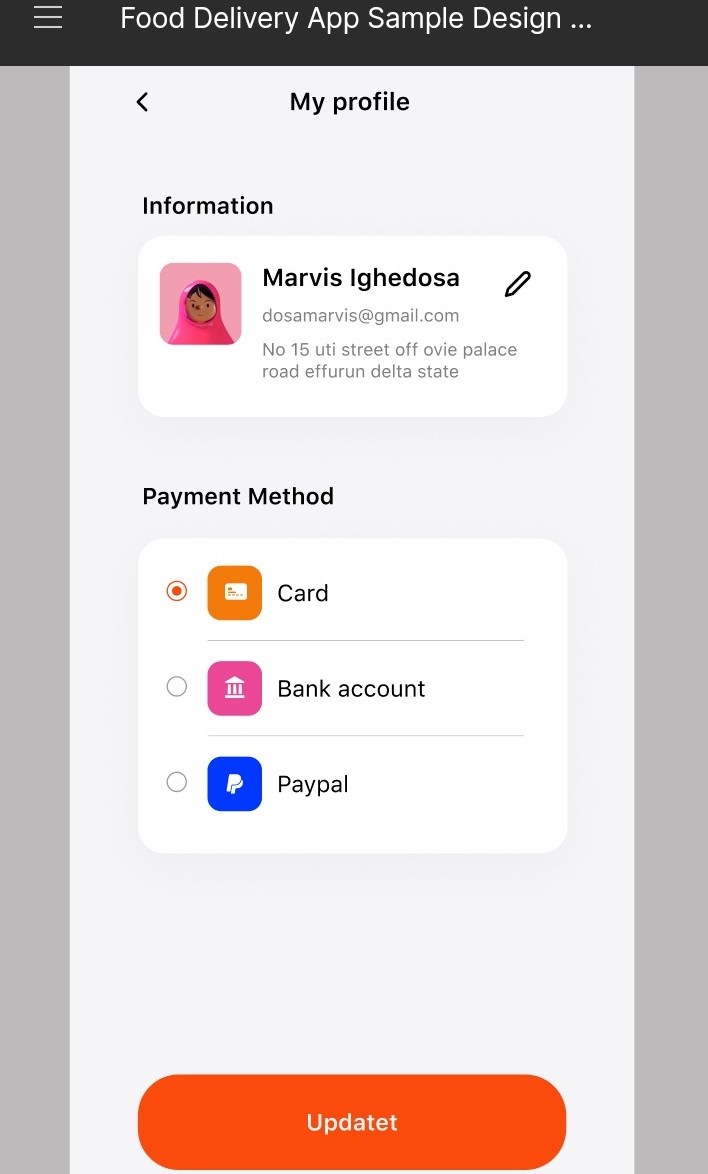 Food Delivery App Sample Design ...
My profile
Information
Marvis Ighedosa
dosamarvis@gmail.com
No 15 uti street off ovie palace
road effurun delta state
Payment Method
Card
Bank account
Paypal
Updatet